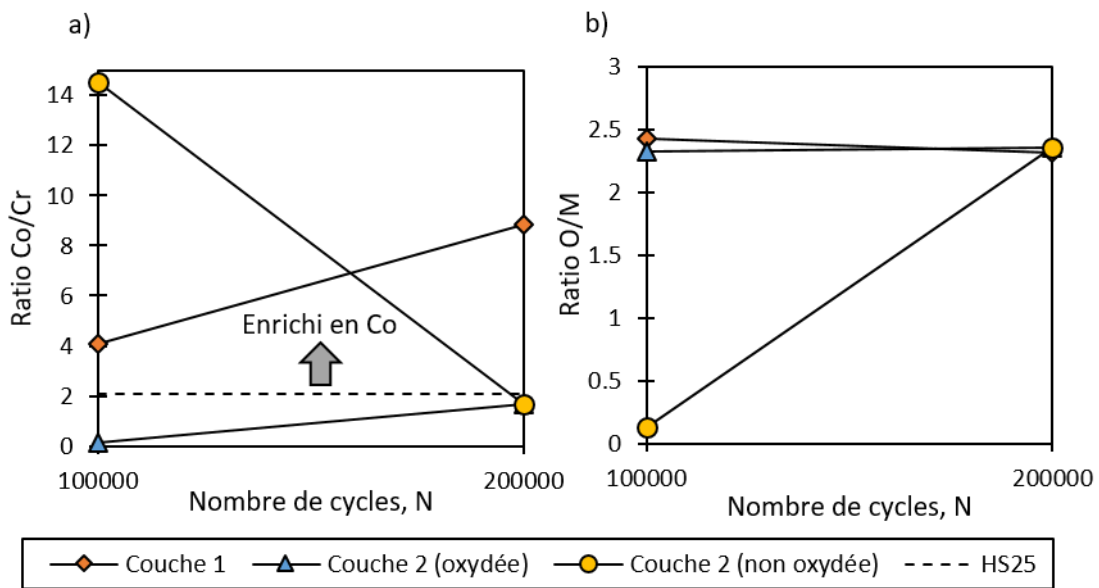 a)
Ratio Co/Cr
14
12
10
8
6
4
2
0
Enrichi en Co
100000
200000
Nombre de cycles, N
b)
Ratio O/M
3
2.5
2
1.5
1
0.5
0
100000
200000
Nombre de cycles, N
Couche 1 Couche 2 (oxydée) Couche 2 (non oxydée) HS25